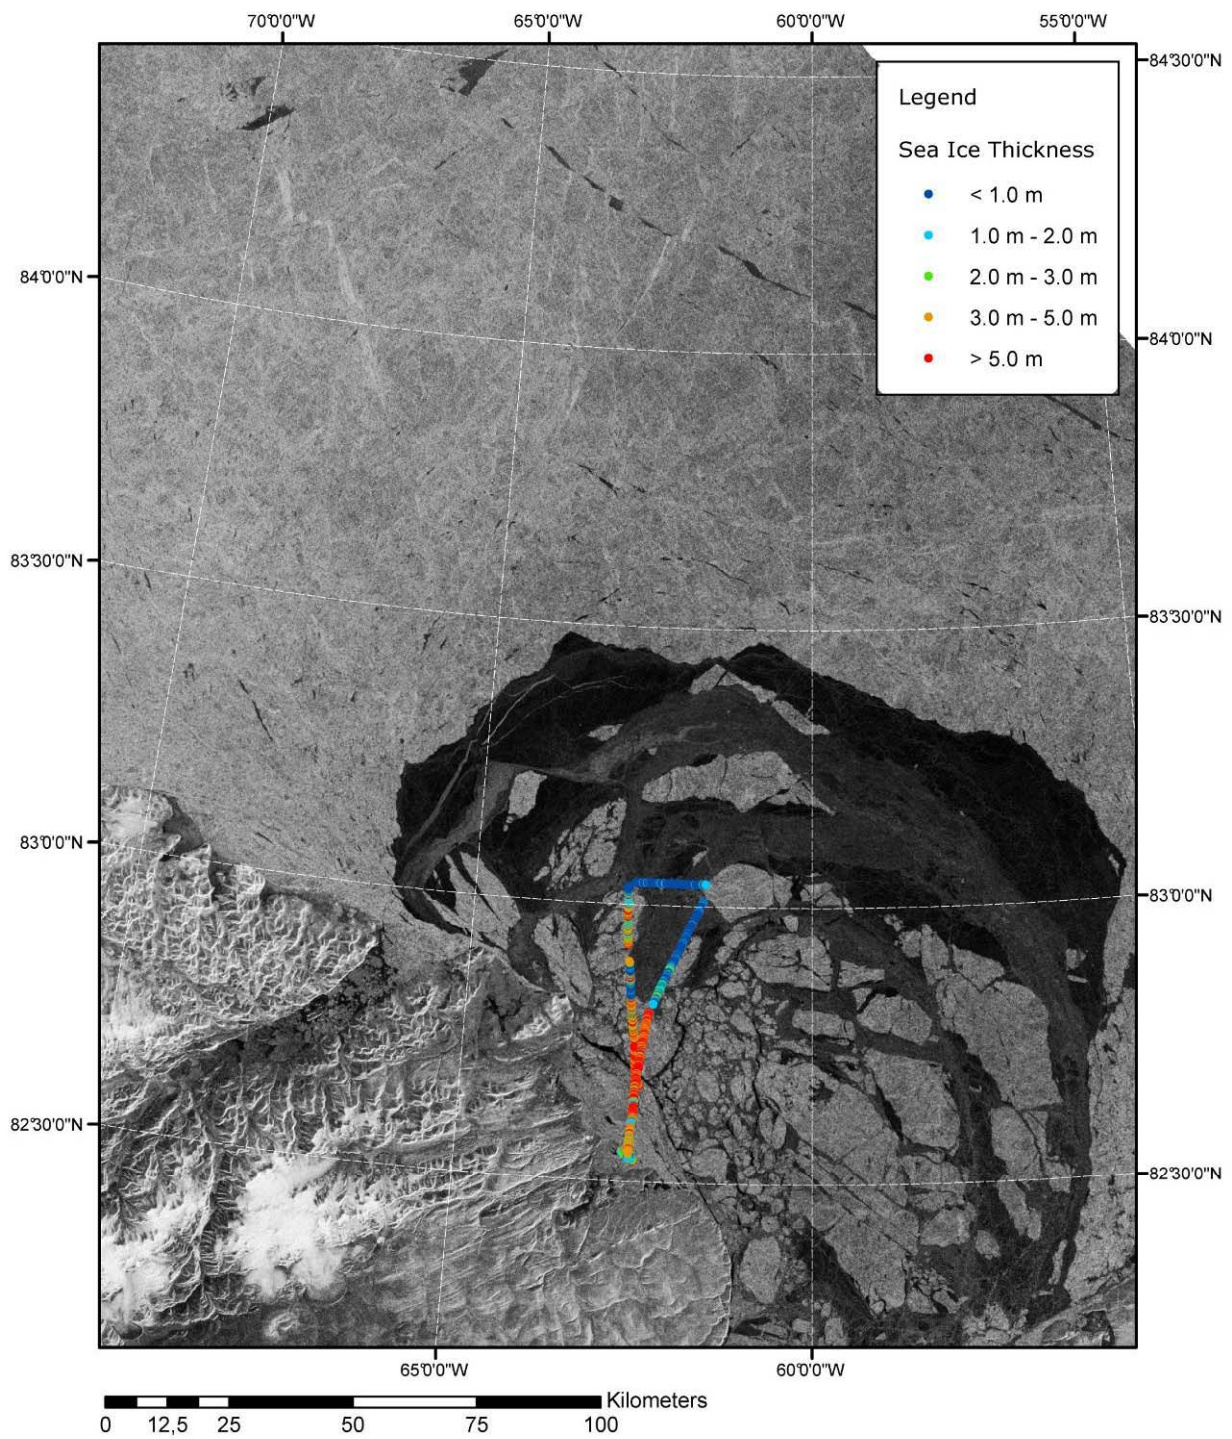 70°0'0"W 65°0'0"W 60°0'0"W 55°0'0"W
84°30'0"N
Legend
Sea Ice Thickness
< 1.0 m
1.0 m - 2.0 m
2.0 m - 3.0 m
3.0 m - 5.0 m
> 5.0 m
84°0'0"N
84°0'0"N
83°30'0"N
83°30'0"N
83°0'0"N
83°0'0"N
82°30'0"N
82°30'0"N
65°0'0"W 60°0'0"W
Kilometers
0 12,5 25 50 75 100